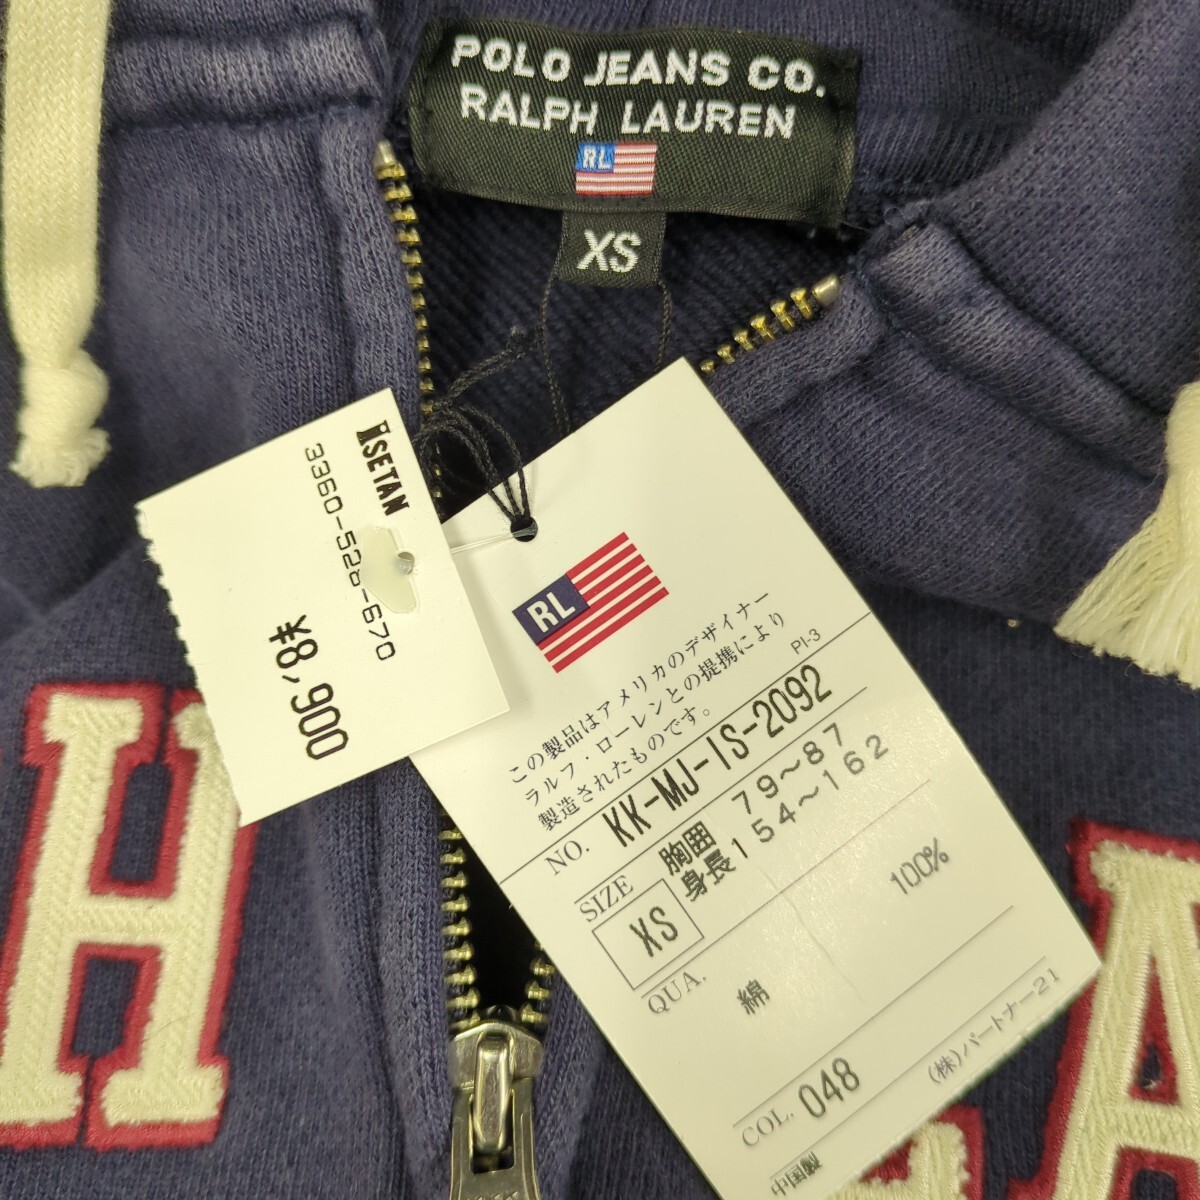 POLO JEANS CO.
RALPH LAUREN
RL
XS
ISETAN
3360-528-670
本8,900
RL
この製品はアメリカのデザイナー
ラルフ・ローレンとの提携により
製造されたものです。
PI-3
NO. KK-MJ-IS-2092
SIZE 胸囲 79〜87
身長 154〜162
XS
QUA.
綿 100%
COL. 048
(株)パートナー21
中国製
H
LA